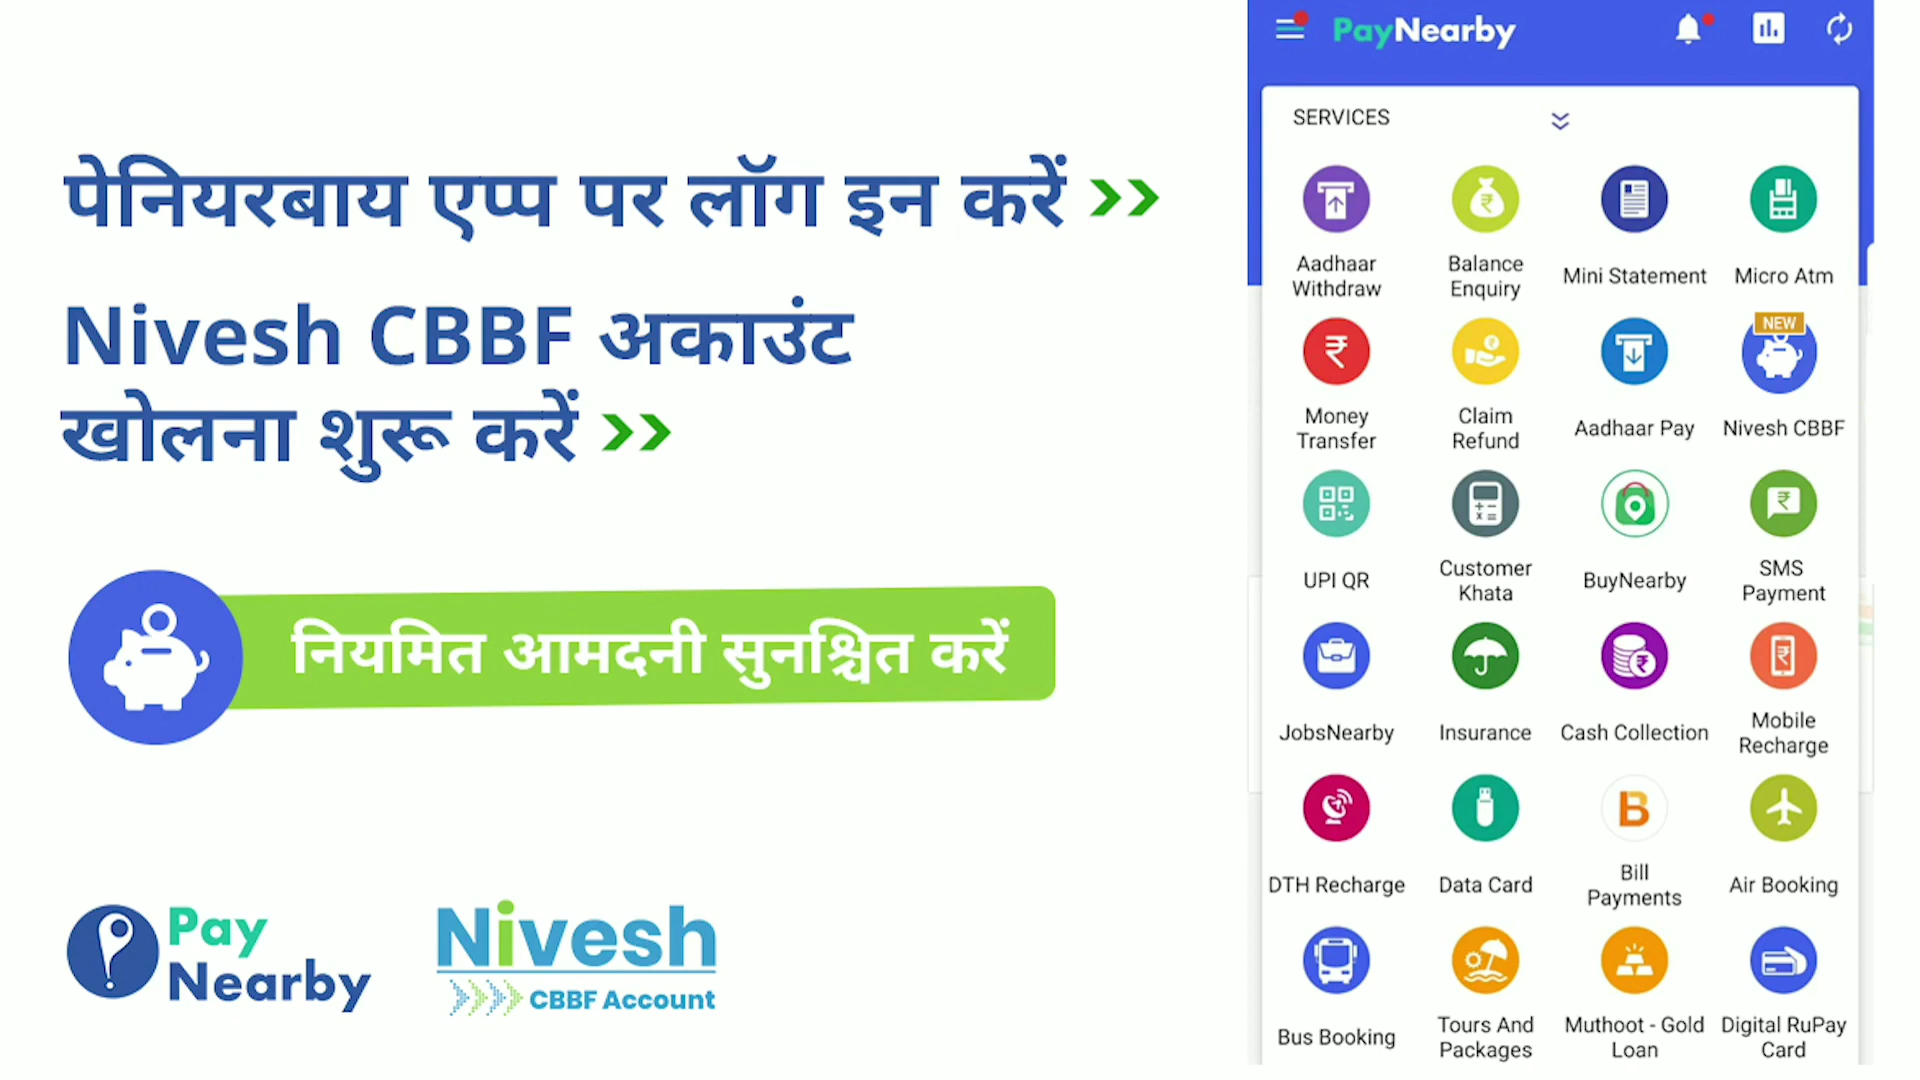 पेनियरबाय एप्प पर लॉग इन करें >>
Nivesh CBBF अकाउंट
खोलना शुरू करें >>
नियमित आमदनी सुनश्चित करें
Pay
Nearby
Nivesh
CBBF Account
PayNearby
SERVICES
Aadhaar
Withdraw
Balance
Enquiry
Mini Statement
Micro Atm
Money
Transfer
Claim
Refund
Aadhaar Pay
NEW
Nivesh CBBF
UPI QR
Customer
Khata
BuyNearby
SMS
Payment
JobsNearby
Insurance
Cash Collection
Mobile
Recharge
DTH Recharge
Data Card
B
Bill
Payments
Air Booking
Bus Booking
Tours And
Packages
Muthoot - Gold
Loan
Digital RuPay
Card